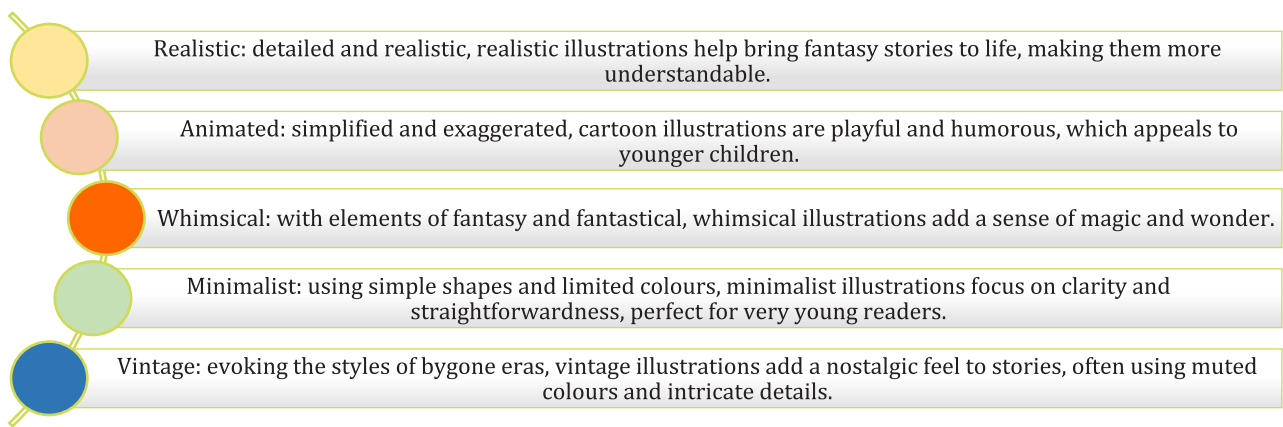 Realistic: detailed and realistic, realistic illustrations help bring fantasy stories to life, making them more
understandable.
Animated: simplified and exaggerated, cartoon illustrations are playful and humorous, which appeals to
younger children.
Whimsical: with elements of fantasy and fantastical, whimsical illustrations add a sense of magic and wonder.
Minimalist: using simple shapes and limited colours, minimalist illustrations focus on clarity and
straightforwardness, perfect for very young readers.
Vintage: evoking the styles of bygone eras, vintage illustrations add a nostalgic feel to stories, often using muted
colours and intricate details.